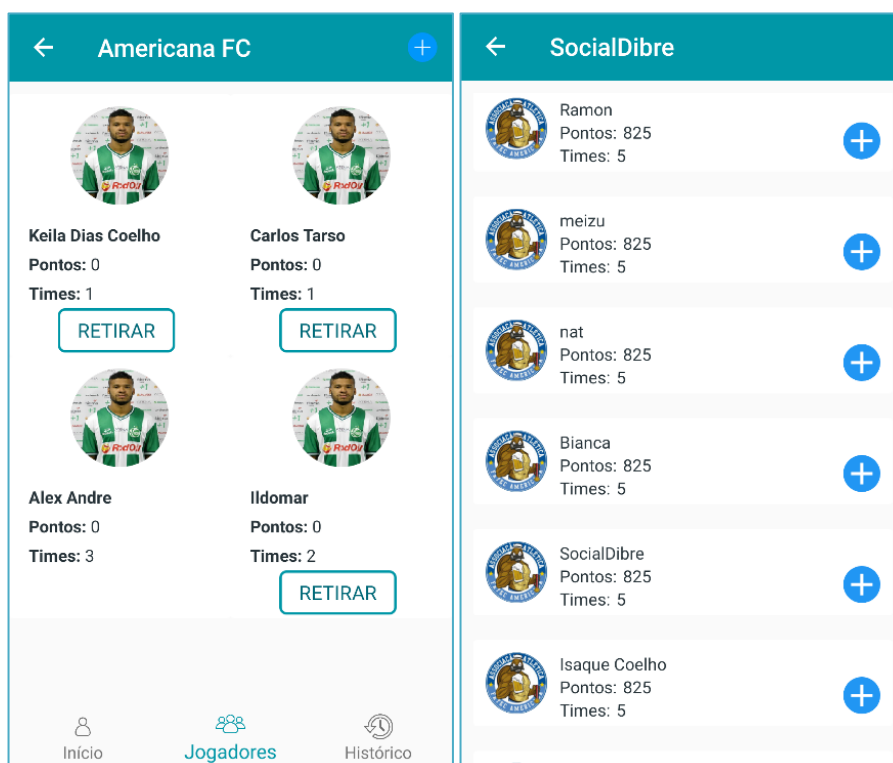 Americana FC
Keila Dias Coelho
Pontos: 0
Times: 1
RETIRAR
Carlos Tarso
Pontos: 0
Times: 1
RETIRAR
Alex Andre
Pontos: 0
Times: 3
Ildomar
Pontos: 0
Times: 2
RETIRAR
Início
Jogadores
Histórico
SocialDibre
Ramon
Pontos: 825
Times: 5
meizu
Pontos: 825
Times: 5
nat
Pontos: 825
Times: 5
Bianca
Pontos: 825
Times: 5
SocialDibre
Pontos: 825
Times: 5
Isaque Coelho
Pontos: 825
Times: 5